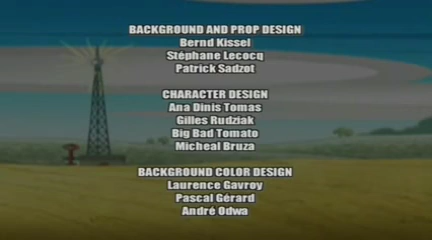 BACKGROUND AND PROP DESIGN
Bernd Kissel
Stéphane Lecocq
Patrick Sadzot
CHARACTER DESIGN
Ana Dinis Tomas
Gilles Rudziak
Big Bad Tomato
Micheal Bruza
BACKGROUND COLOR DESIGN
Laurence Gavroy
Pascal Gérard
André Odwa